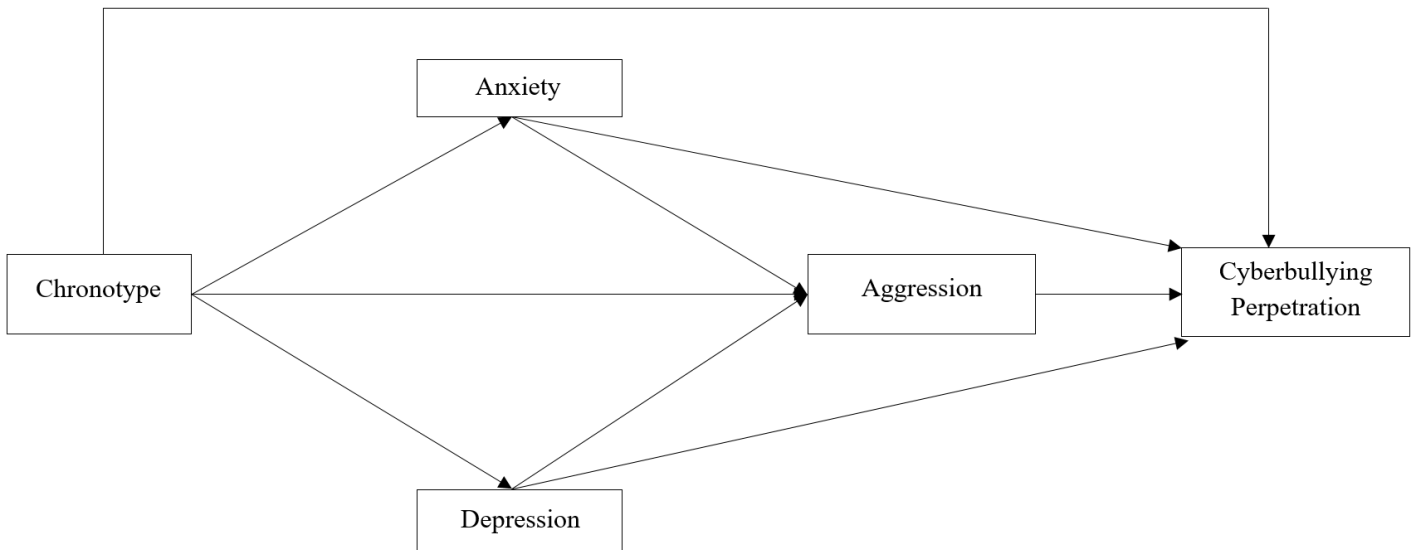 Anxiety
Chronotype
Aggression
Cyberbullying
Perpetration
Depression